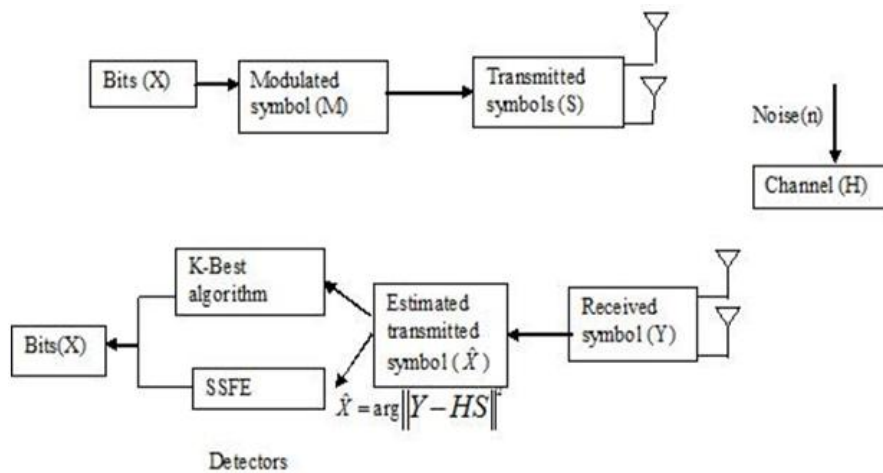 Bits (X)
Modulated
symbol (M)
Transmitted
symbols (S)
Noise(n)
Channel (H)
K-Best
algorithm
Estimated
transmitted
symbol ( X̂ )
Received
symbol (Y)
Bits(X)
SSFE
X̂ = arg‖Y − HS‖²
Detectors